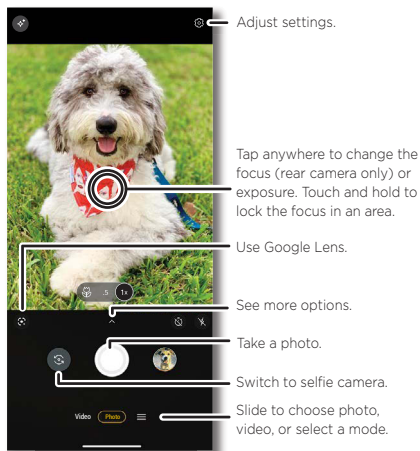 Adjust settings.
Tap anywhere to change the
focus (rear camera only) or
exposure. Touch and hold to
lock the focus in an area.
Use Google Lens.
.5 1x
See more options.
Take a photo.
Switch to selfie camera.
Video Photo
Slide to choose photo,
video, or select a mode.